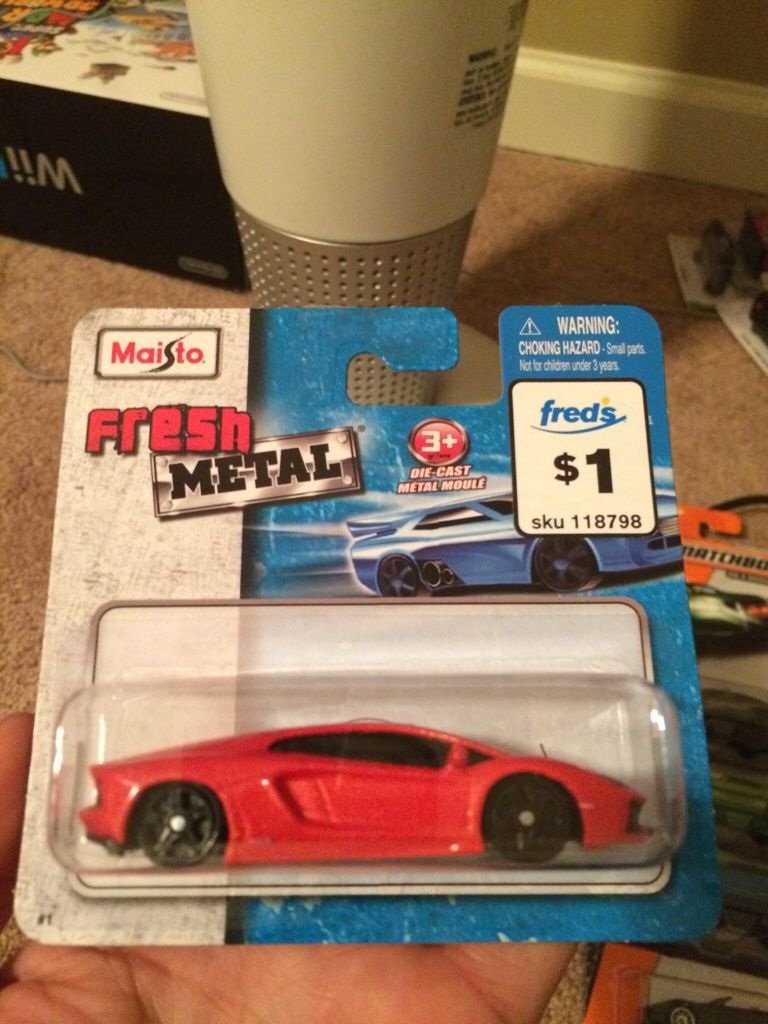 Wii
Maisto
Fresh
METAL
3+
DIE-CAST
MÉTAL MOULÉ
WARNING:
CHOKING HAZARD - Small parts.
Not for children under 3 years.
fred's
$1
sku 118798
MATCHBO
#1